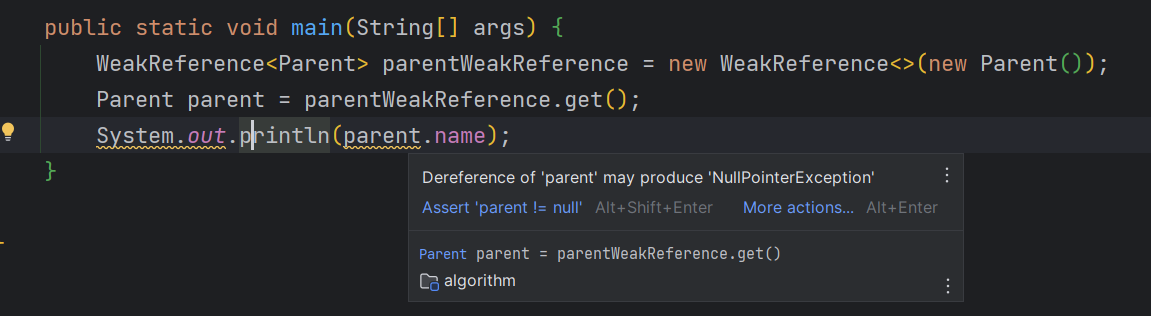 public static void main(String[] args) {
WeakReference<Parent> parentWeakReference = new WeakReference<>(new Parent());
Parent parent = parentWeakReference.get();
System.out.println(parent.name);
}
Dereference of 'parent' may produce 'NullPointerException'
Assert 'parent != null' Alt+Shift+Enter More actions... Alt+Enter
Parent parent = parentWeakReference.get()
algorithm